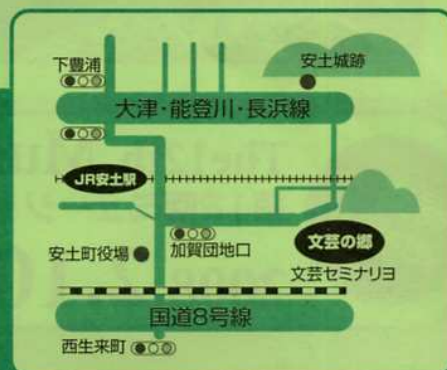 下豊浦
安土城跡
大津・能登川・長浜線
JR安土駅
加賀団地口
安土町役場
文芸の郷
文芸セミナリヨ
国道8号線
西生来町